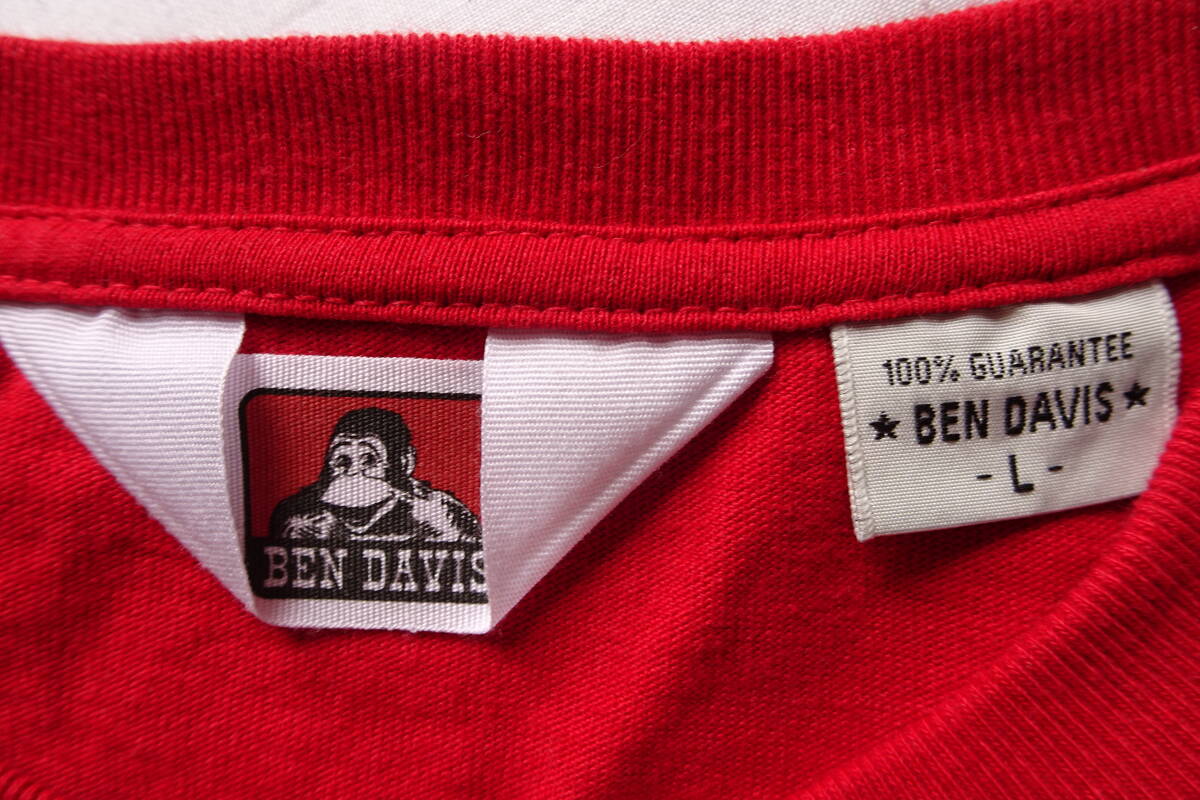 BEN DAVIS
100% GUARANTEE
★ BEN DAVIS ★
- L -